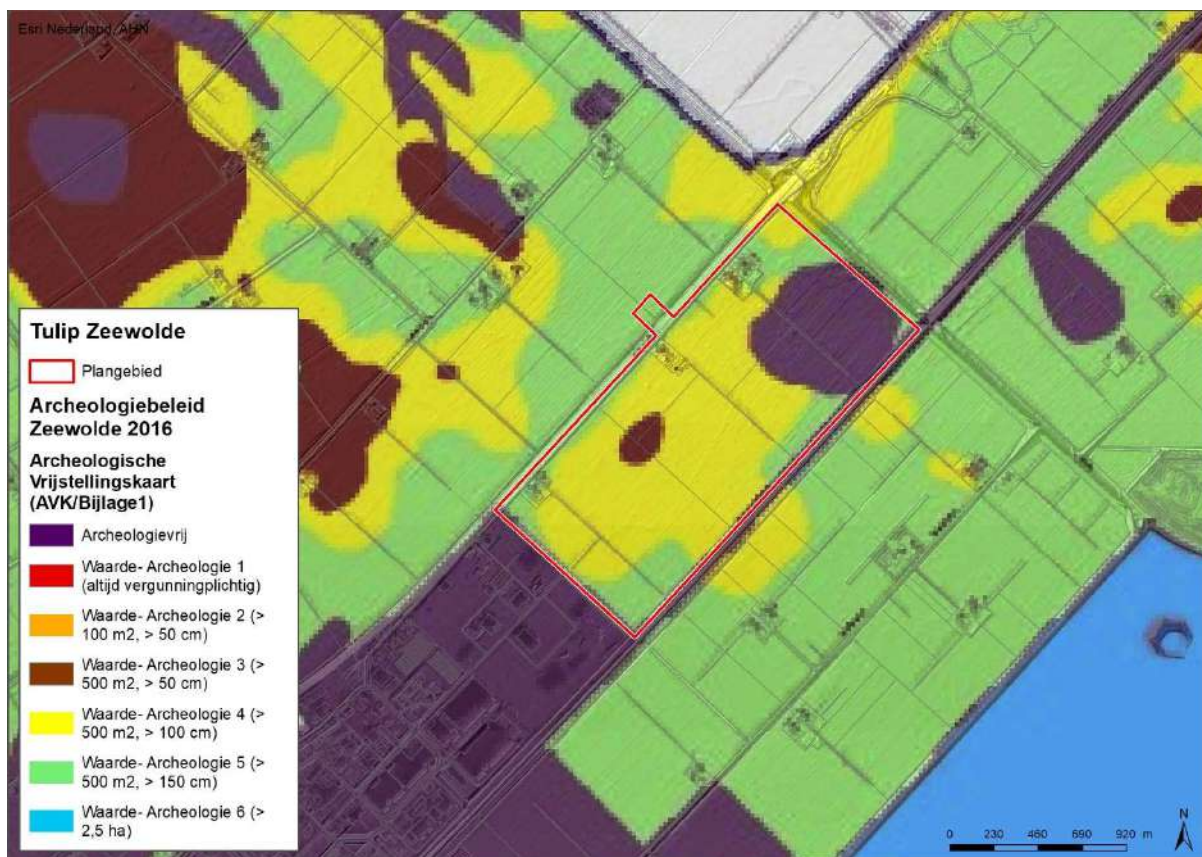 Esri Nederland, AHN
Tulip Zeewolde
Plangebied
Archeologiebeleid
Zeewolde 2016
Archeologische
Vrijstellingskaart
(AVK/Bijlage1)
Archeologievrij
Waarde- Archeologie 1
(altijd vergunningplichtig)
Waarde- Archeologie 2 (>
100 m2, > 50 cm)
Waarde- Archeologie 3 (>
500 m2, > 50 cm)
Waarde- Archeologie 4 (>
500 m2, > 100 cm)
Waarde- Archeologie 5 (>
500 m2, > 150 cm)
Waarde- Archeologie 6 (>
2,5 ha)
0 230 460 690 920 m
N